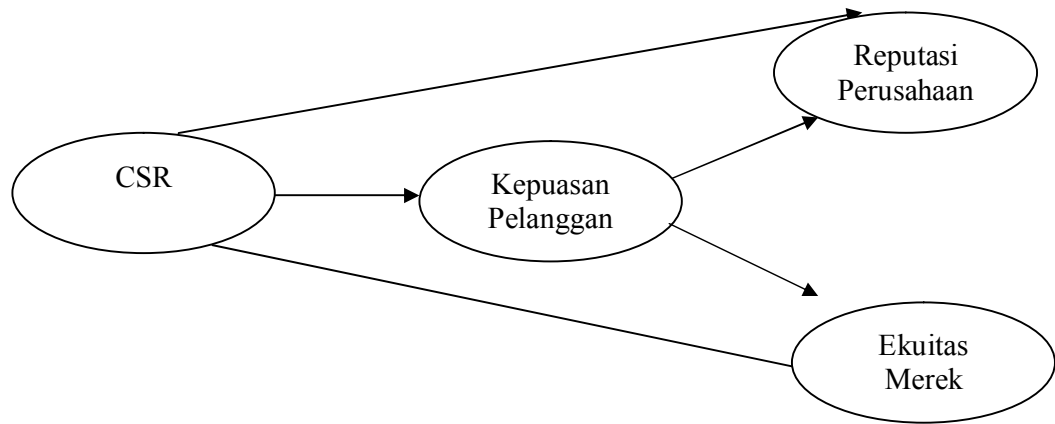 Reputasi
Perusahaan
CSR
Kepuasan
Pelanggan
Ekuitas
Merek